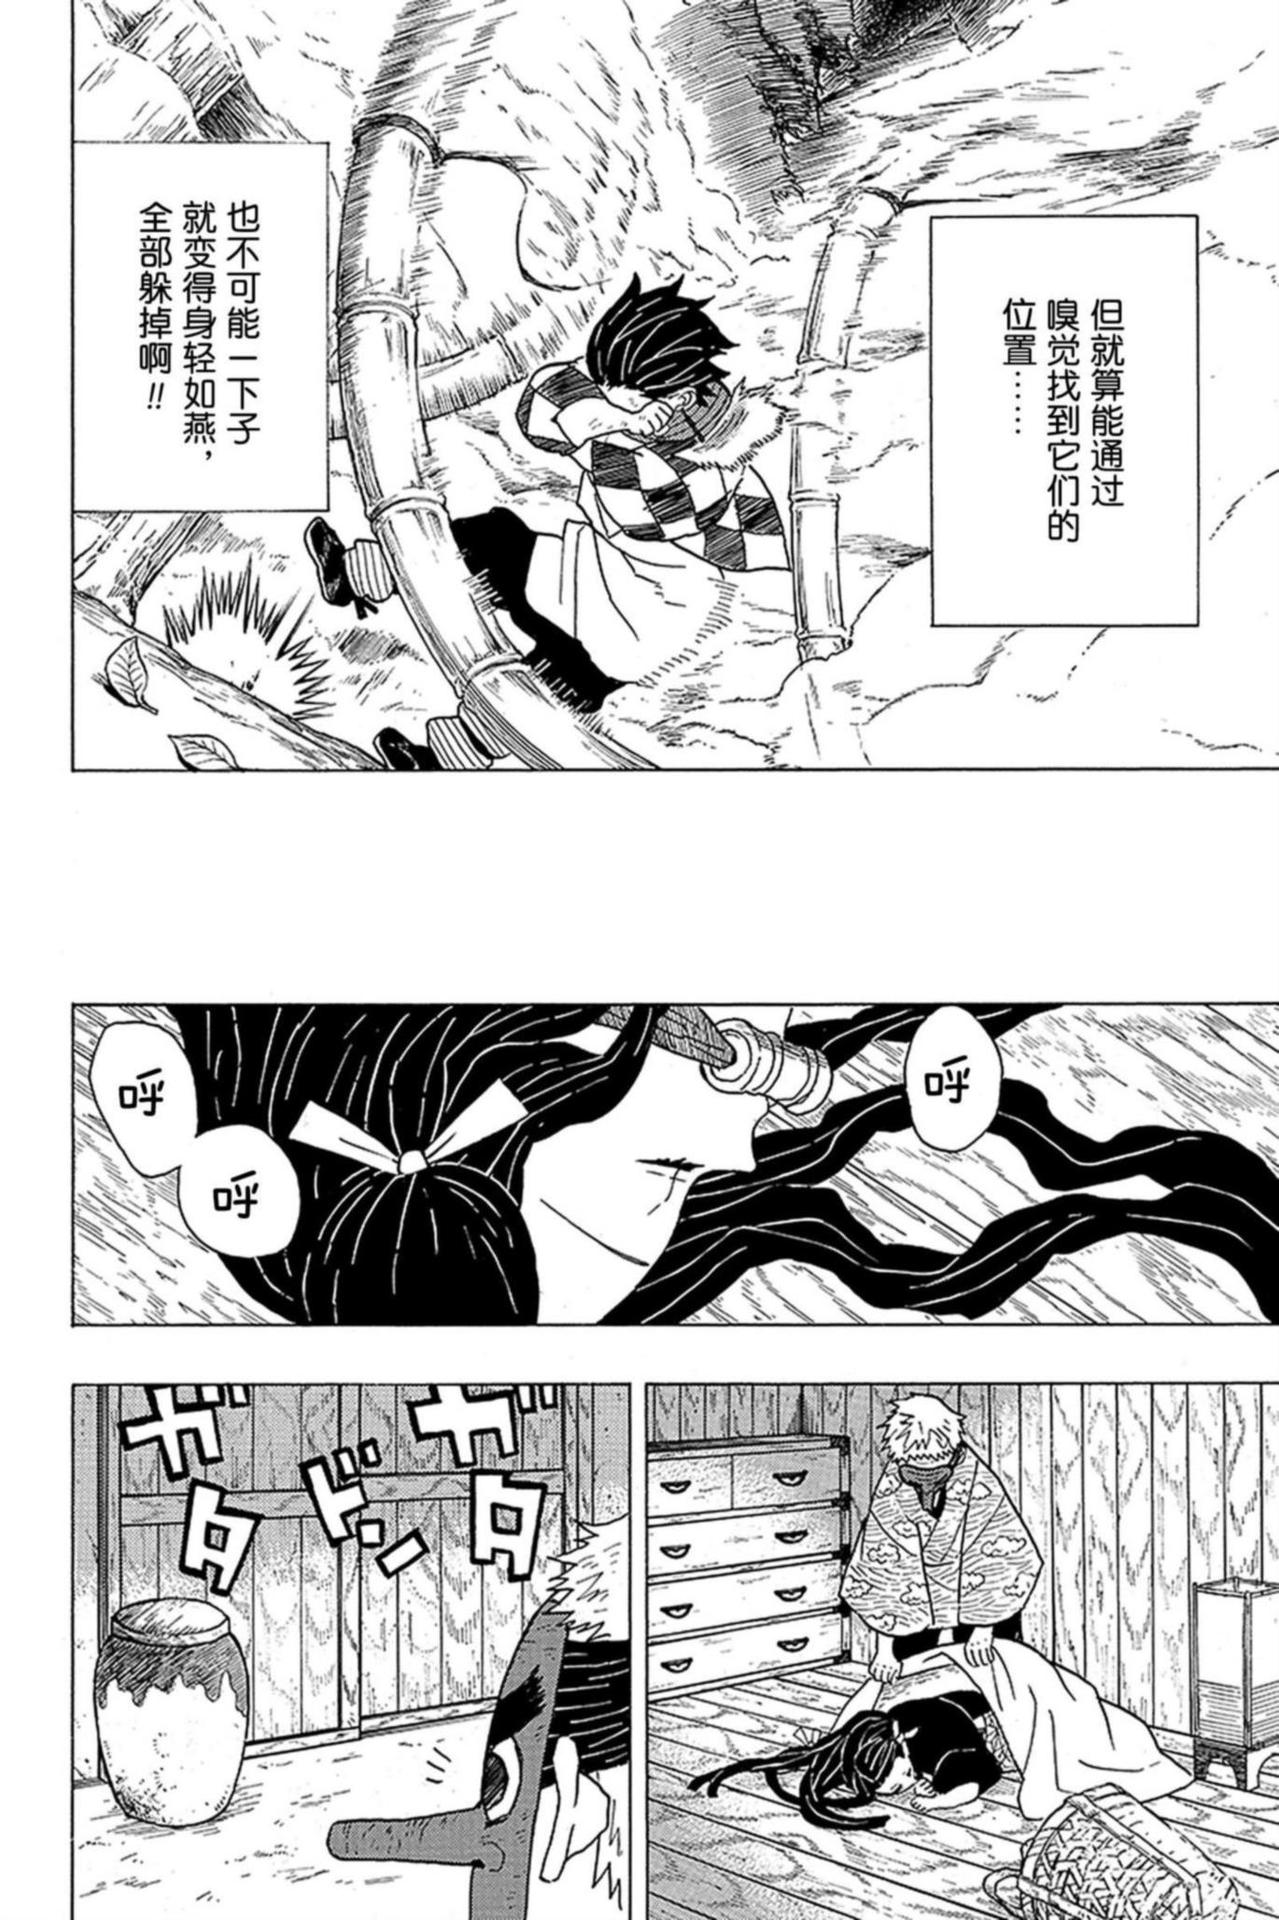 但就算能通过
嗅觉找到它们的
位置……
也不可能一下子
就变得身轻如燕，
全部躲掉啊！！
呼
呼
呼
ガタ
ドン
ガタ